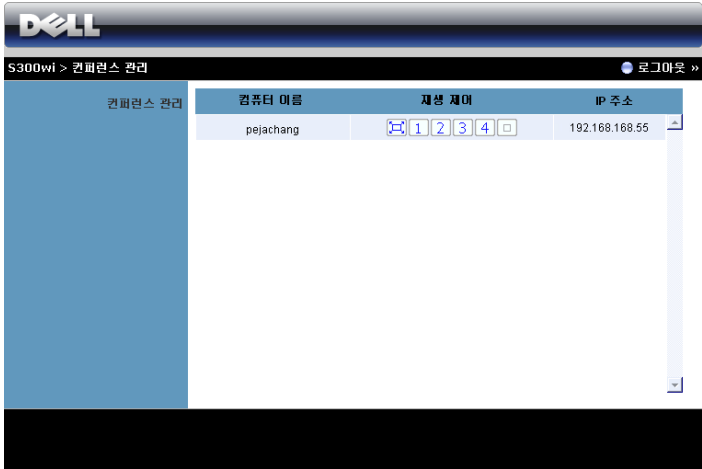 DELL
S300wi > 컨퍼런스 관리 로그아웃 »
컨퍼런스 관리
컴퓨터 이름 재생 제어 IP 주소
pejachang 1 2 3 4 192.168.168.55